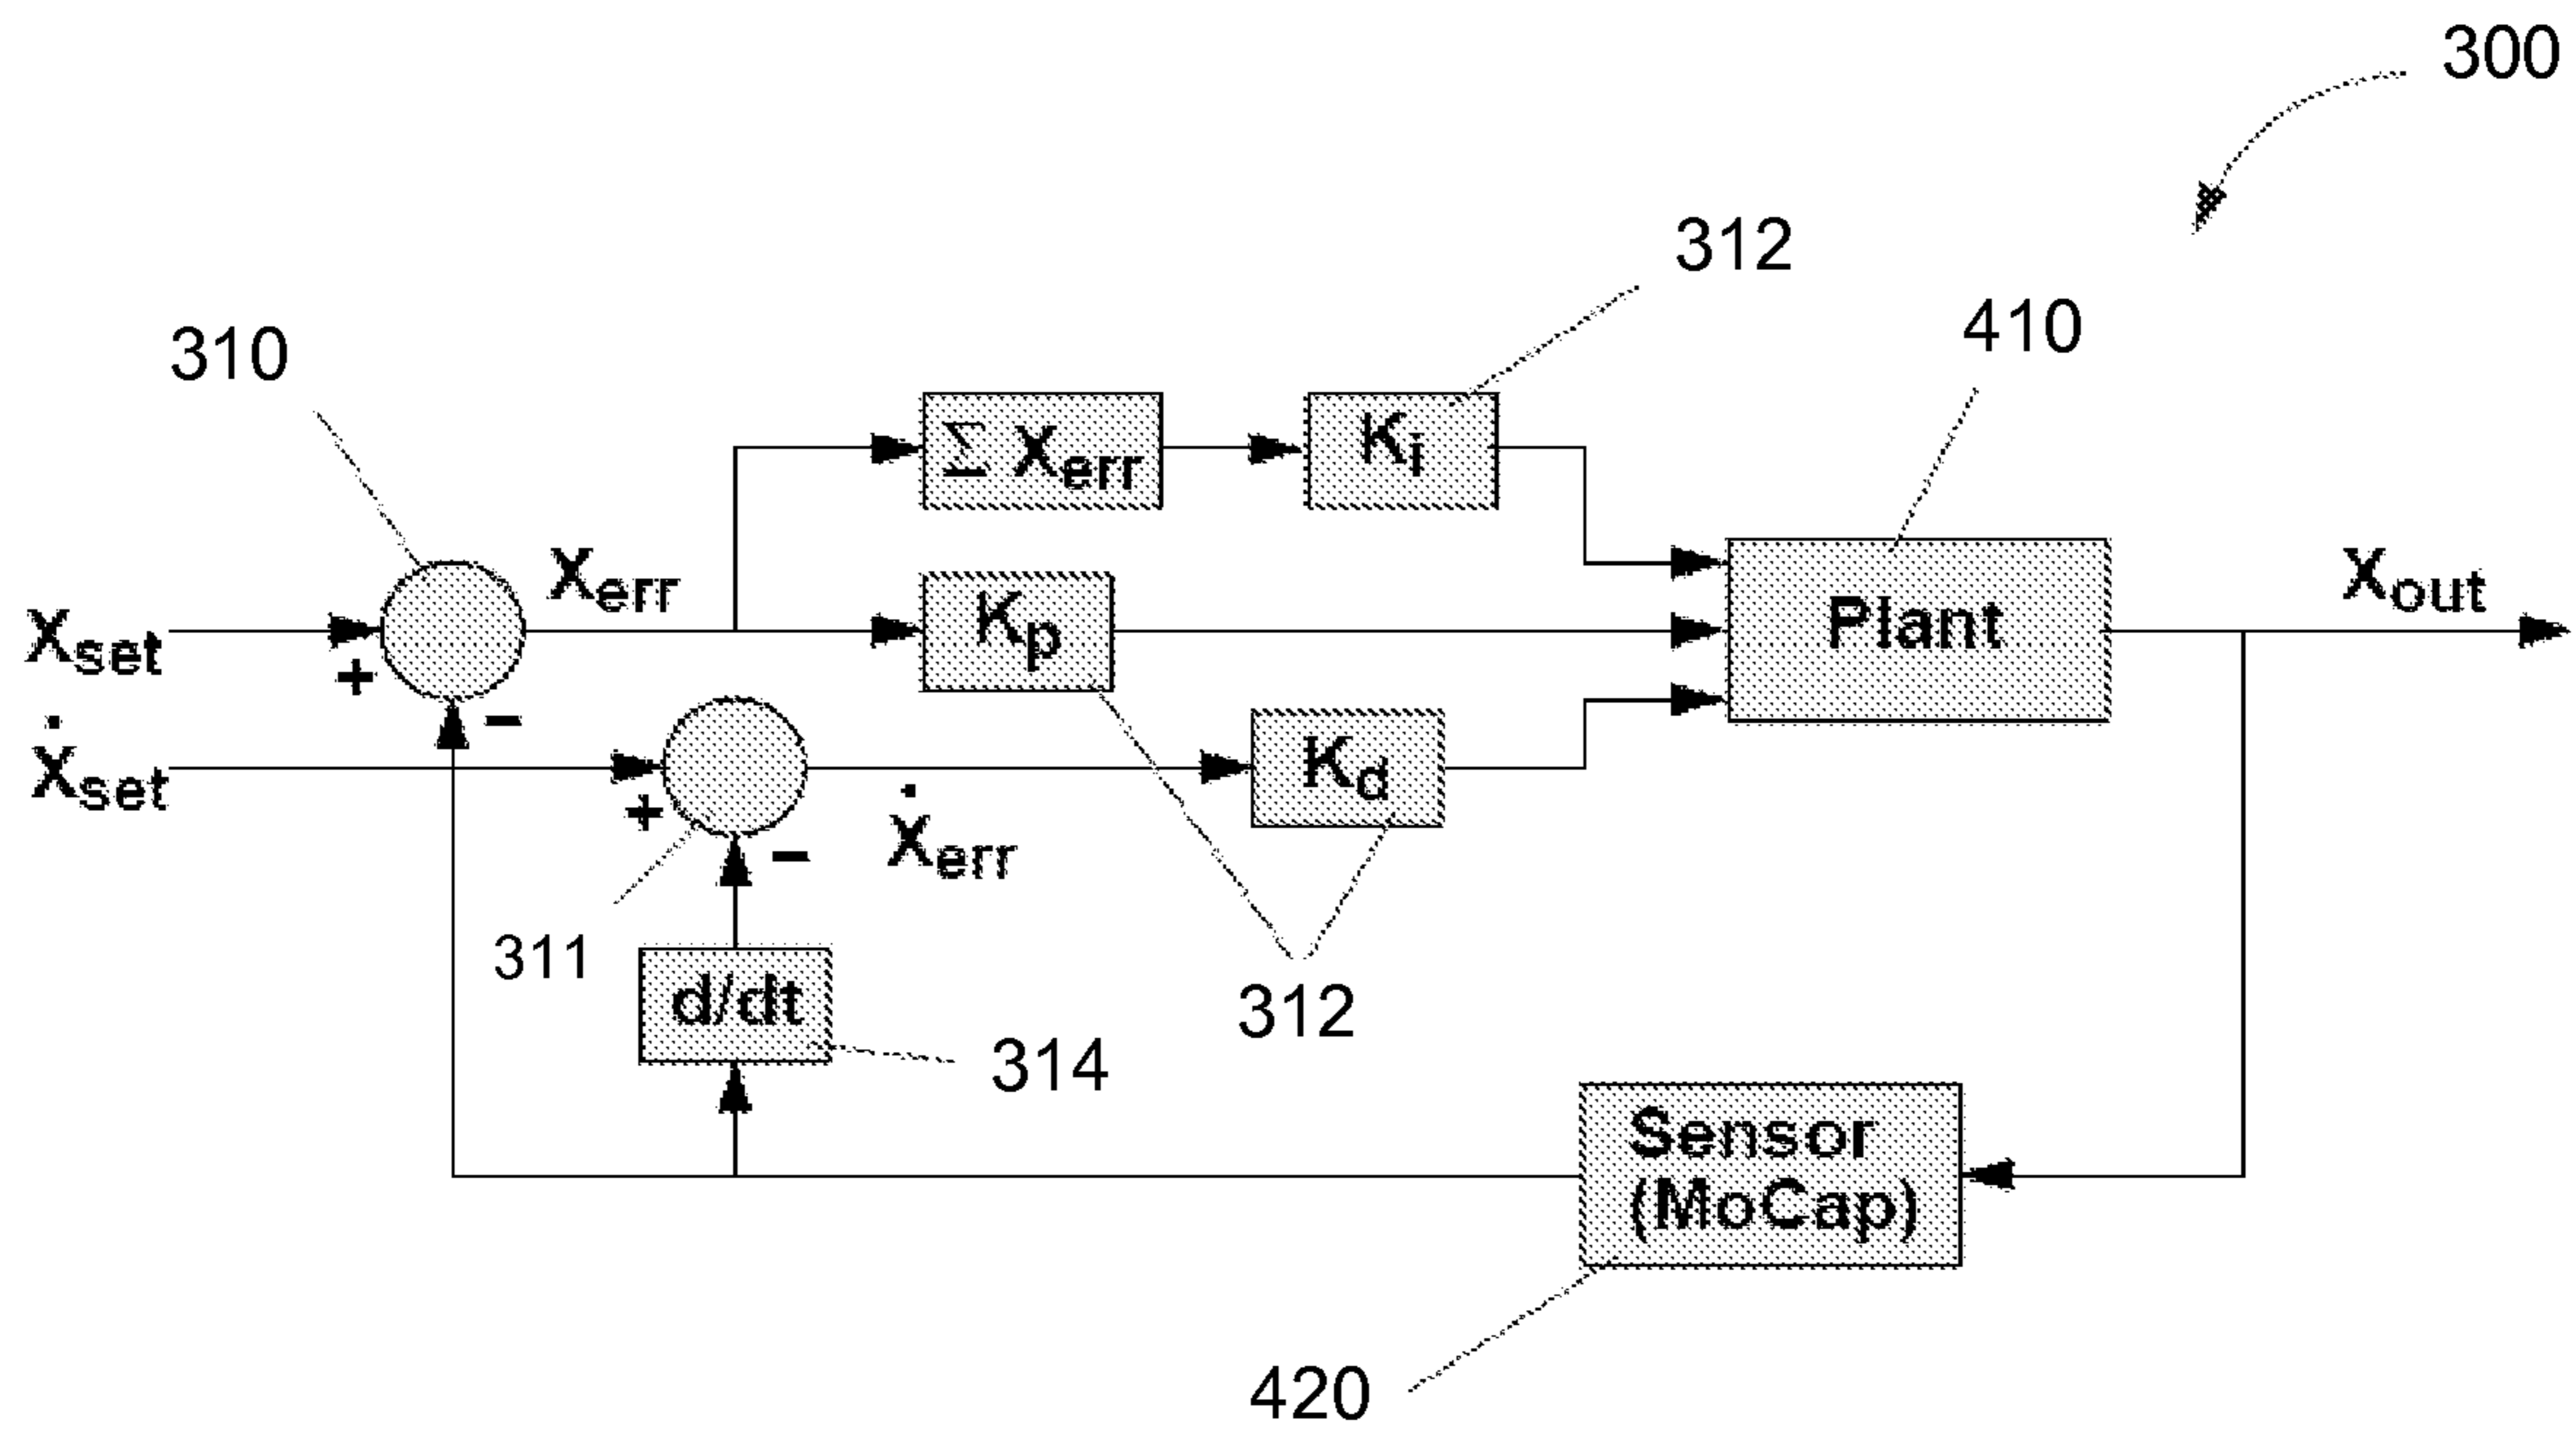 300
312
410
310
Σ Xerr
Ki
Xerr
Kp
Plant
Xout
Xset
+
−
Ẋset
Kd
+
−
Ẋerr
311
d/dt
312
314
Sensor
(MoCap)
420